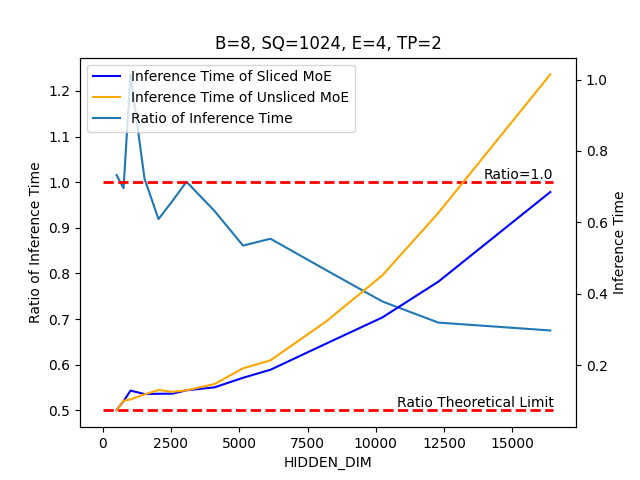 B=8, SQ=1024, E=4, TP=2
Inference Time of Sliced MoE
Inference Time of Unsliced MoE
Ratio of Inference Time
Ratio=1.0
Ratio Theoretical Limit
Ratio of Inference Time
1.2
1.1
1.0
0.9
0.8
0.7
0.6
0.5
1.0
0.8
0.6
0.4
0.2
Inference Time
0
2500
5000
7500
10000
12500
15000
HIDDEN_DIM